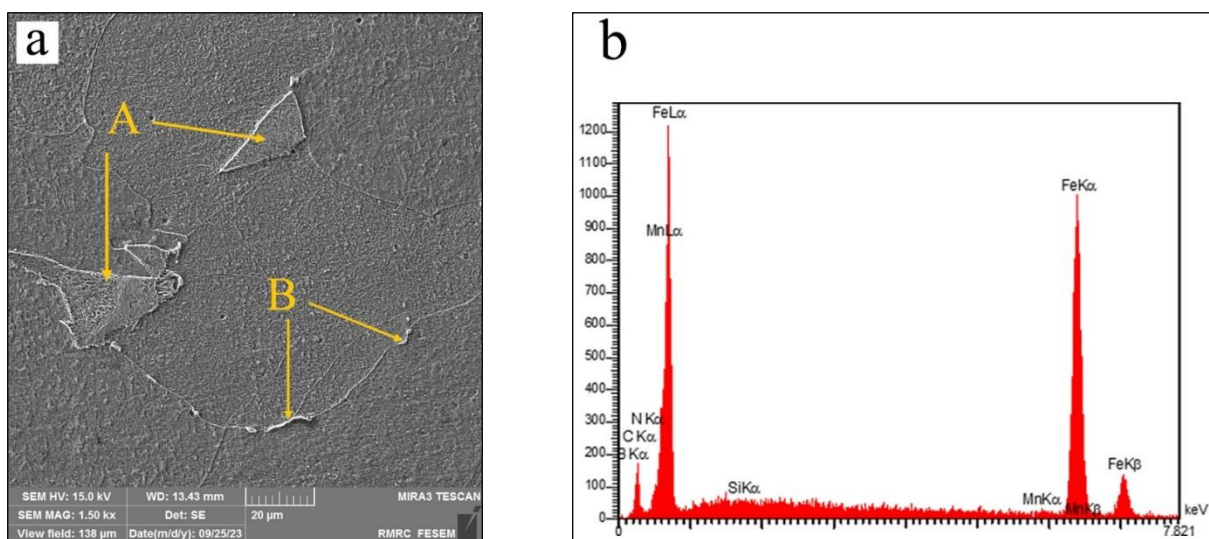 a
A
B
SEM HV: 15.0 kV WD: 13.43 mm MIRA3 TESCAN
SEM MAG: 1.50 kx Det: SE 20 µm
View field: 138 µm Date(m/d/y): 09/25/23 RMRC FESEM
b
FeLα
1200
1100
FeKα
1000
900
MnLα
800
700
600
500
400
300
N Kα
C Kα
200
B Kα
FeKβ
100
SiKα
MnKα
MnKβ
0
keV
0
7.821